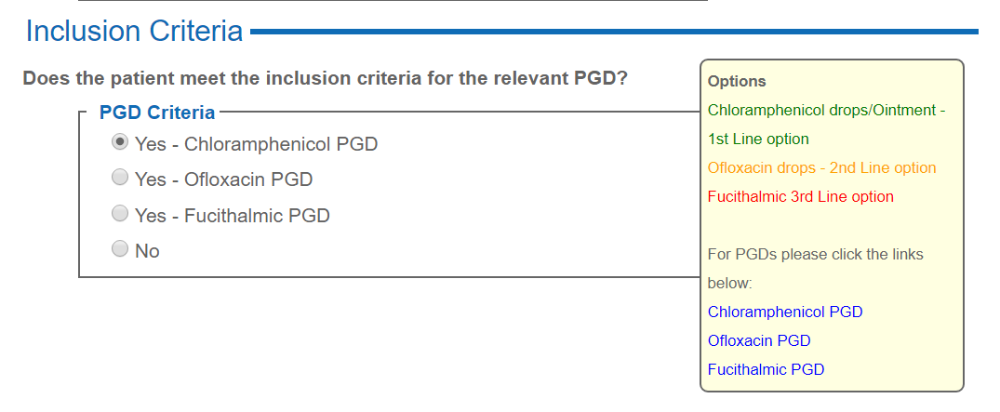 Inclusion Criteria
Does the patient meet the inclusion criteria for the relevant PGD?
PGD Criteria
Yes - Chloramphenicol PGD
Yes - Ofloxacin PGD
Yes - Fucithalmic PGD
No
Options
Chloramphenicol drops/Ointment -
1st Line option
Ofloxacin drops - 2nd Line option
Fucithalmic 3rd Line option
For PGDs please click the links
below:
Chloramphenicol PGD
Ofloxacin PGD
Fucithalmic PGD